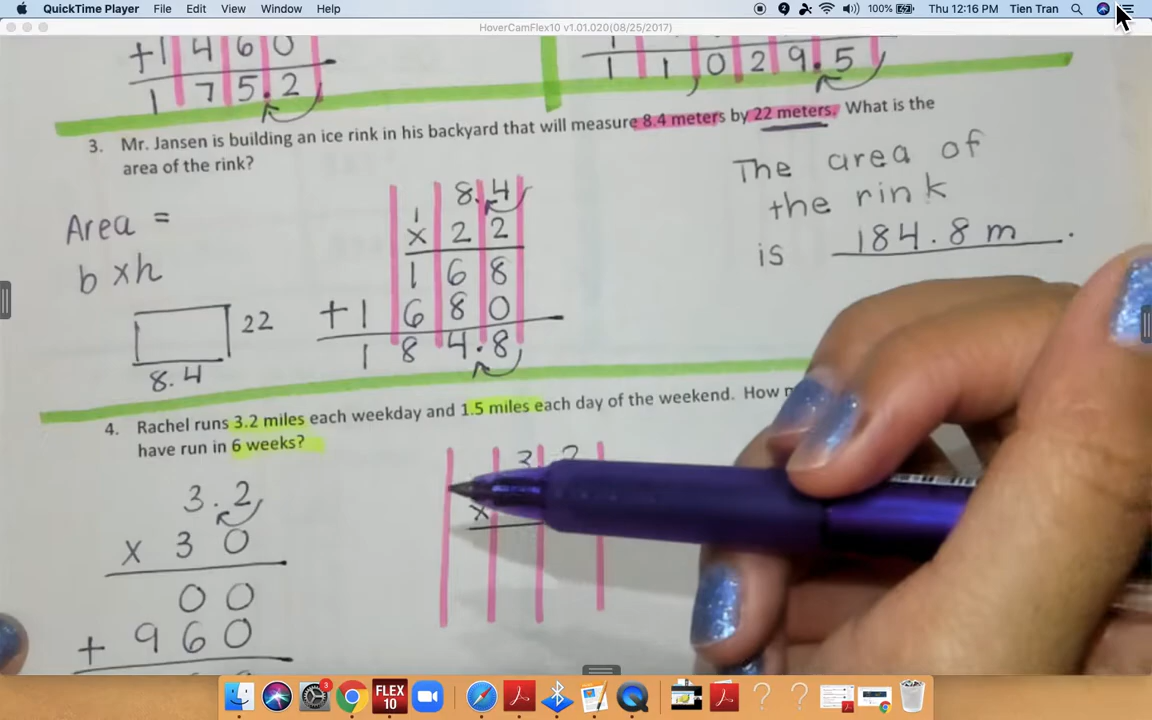 QuickTime Player File Edit View Window Help 100% Thu 12:16 PM Tien Tran
HoverCamFlex10 v1.01.020(08/25/2017)
+1 4 6 0
1 7 5.2
1 1,0 2 9.5
3. Mr. Jansen is building an ice rink in his backyard that will measure 8.4 meters by 22 meters. What is the
area of the rink?
Area =
b x h
22
8.4
8.4
1
x 2 2
1 6 8
+1 6 8 0
1 8 4.8
The area of
the rink
is 184.8 m.
4. Rachel runs 3.2 miles each weekday and 1.5 miles each day of the weekend. How
have run in 6 weeks?
3.2
x 3 0
0 0
+ 9 6 0
3 2
x
3
FLEX
10